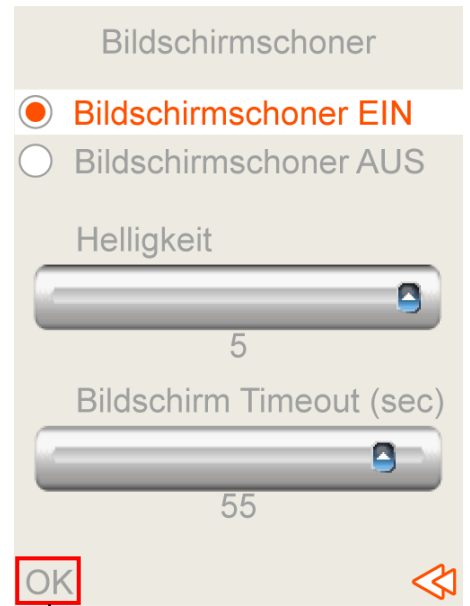 Bildschirmschoner
Bildschirmschoner EIN
Bildschirmschoner AUS
Helligkeit
5
Bildschirm Timeout (sec)
55
OK